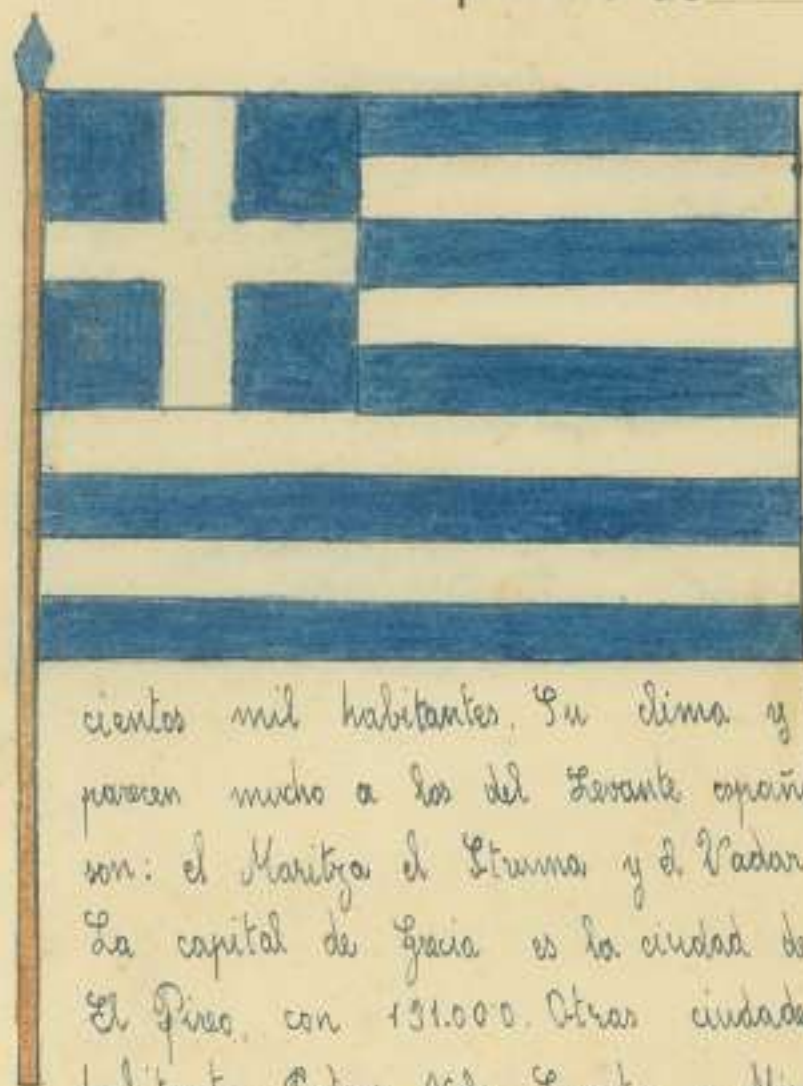 cientos mil habitantes. Su clima y
parecen mucho a los del Levante españ
son: el Maritza el Struma y el Vadar
La capital de Grecia es la ciudad de
El Pireo, con 131.000. Otras ciudade